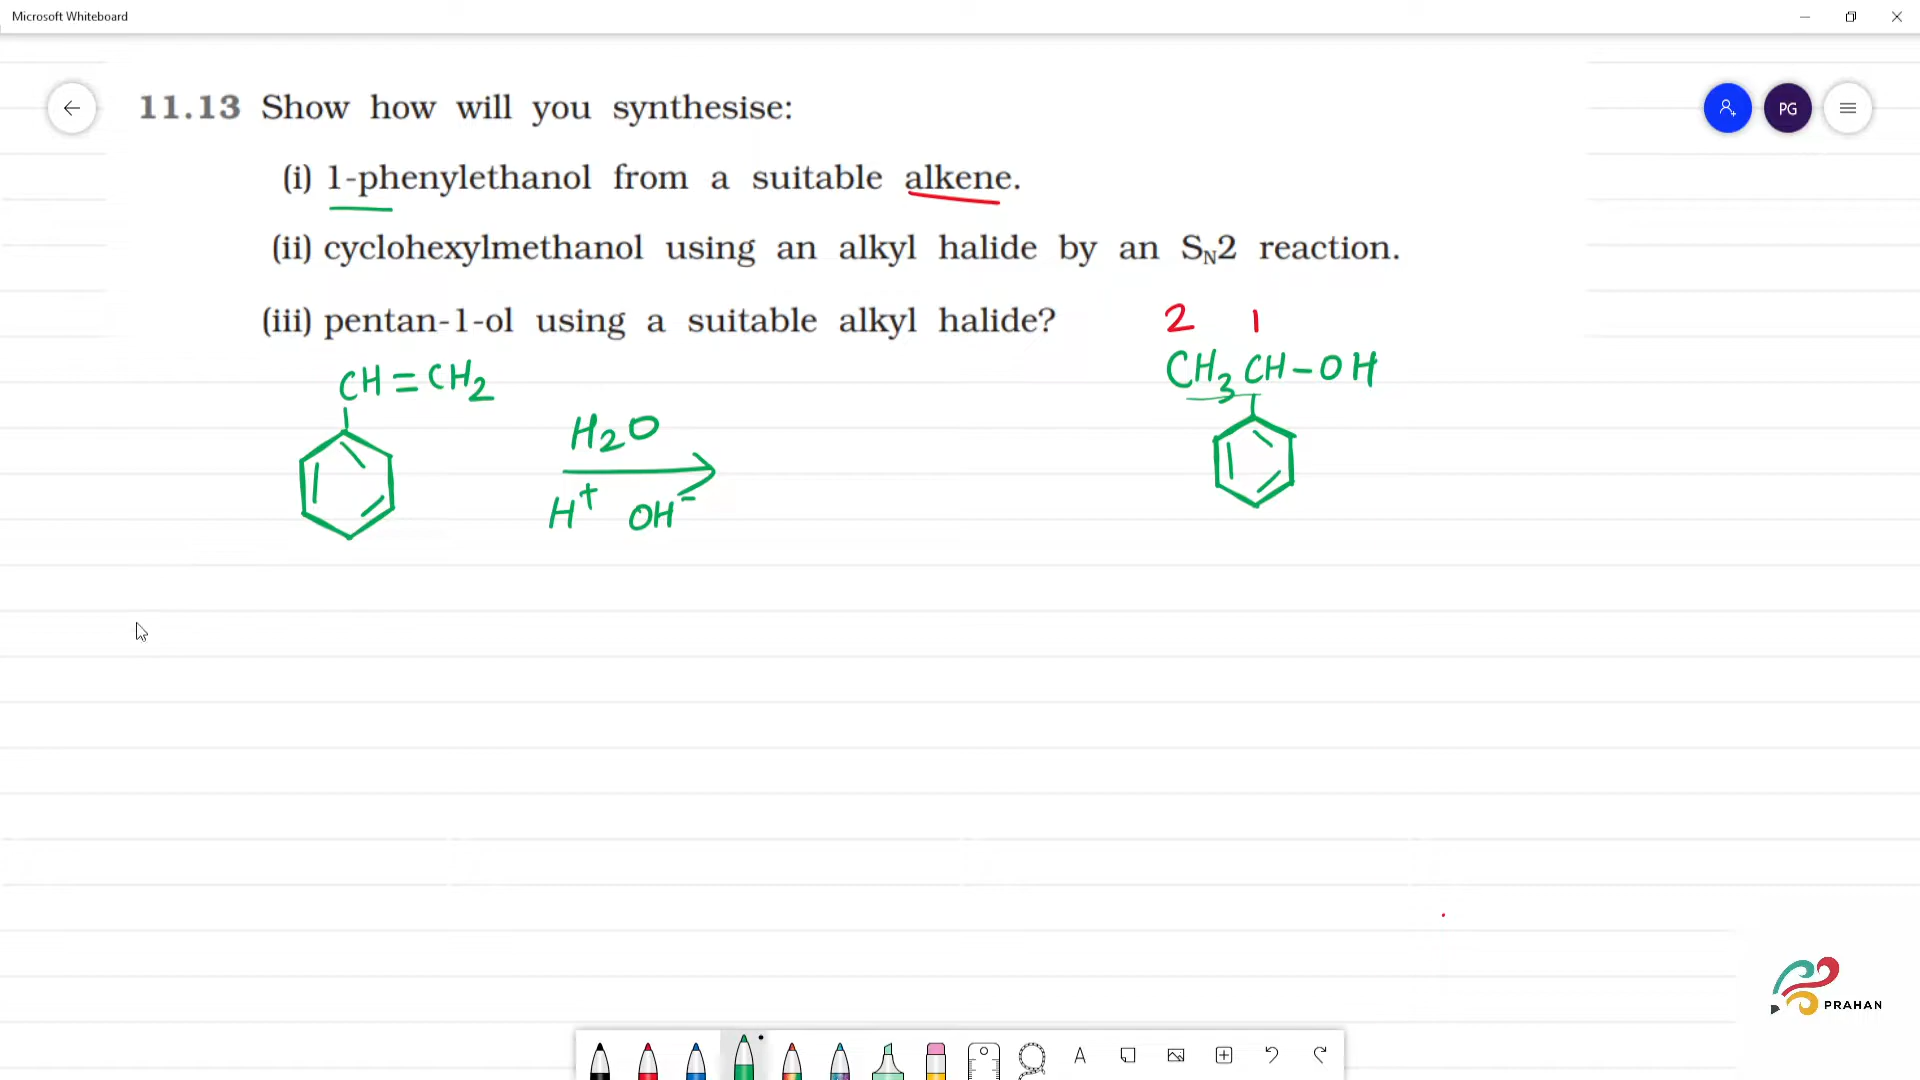 Microsoft Whiteboard
11.13 Show how will you synthesise:
PG
(i) 1-phenylethanol from a suitable alkene.
(ii) cyclohexylmethanol using an alkyl halide by an SN2 reaction.
(iii) pentan-1-ol using a suitable alkyl halide?
2 1
CH3 CH-OH
CH=CH2
H2O
H+ OH-
PRAHAN
A